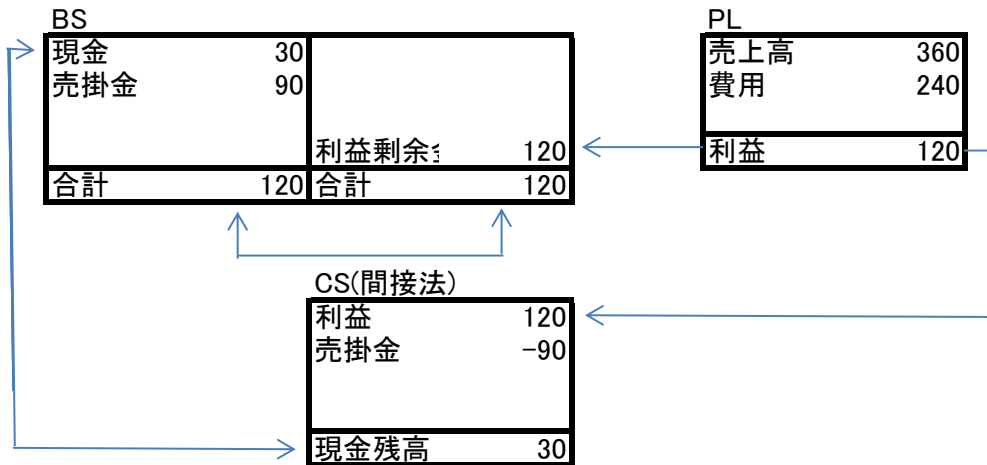 BS
現金 30
売掛金 90
利益剰余 120
合計 120 合計 120
PL
売上高 360
費用 240
利益 120
CS(間接法)
利益 120
売掛金 -90
現金残高 30